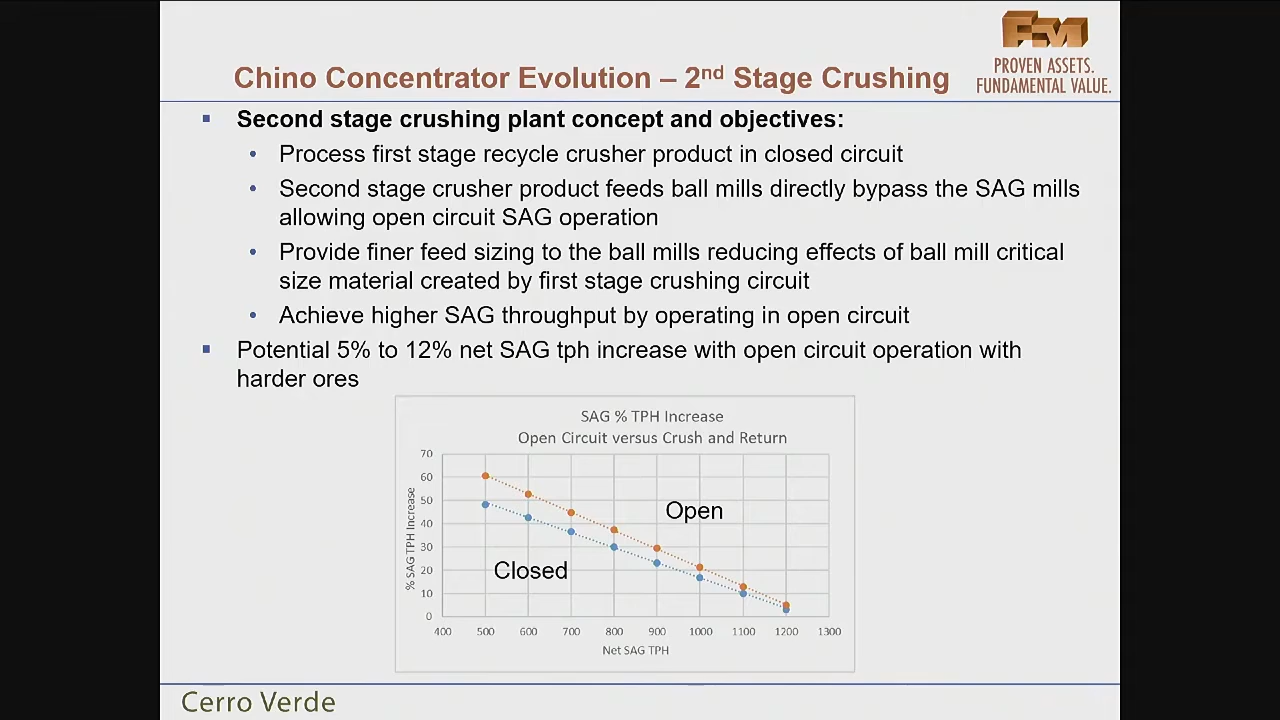 FM
PROVEN ASSETS.
FUNDAMENTAL VALUE.
Chino Concentrator Evolution – 2nd Stage Crushing
Second stage crushing plant concept and objectives:
Process first stage recycle crusher product in closed circuit
Second stage crusher product feeds ball mills directly bypass the SAG mills
allowing open circuit SAG operation
Provide finer feed sizing to the ball mills reducing effects of ball mill critical
size material created by first stage crushing circuit
Achieve higher SAG throughput by operating in open circuit
Potential 5% to 12% net SAG tph increase with open circuit operation with
harder ores
SAG % TPH Increase
Open Circuit versus Crush and Return
% SAG TPH Increase
70
60
50
40
30
20
10
0
Open
Closed
400 500 600 700 800 900 1000 1100 1200 1300
Net SAG TPH
Cerro Verde